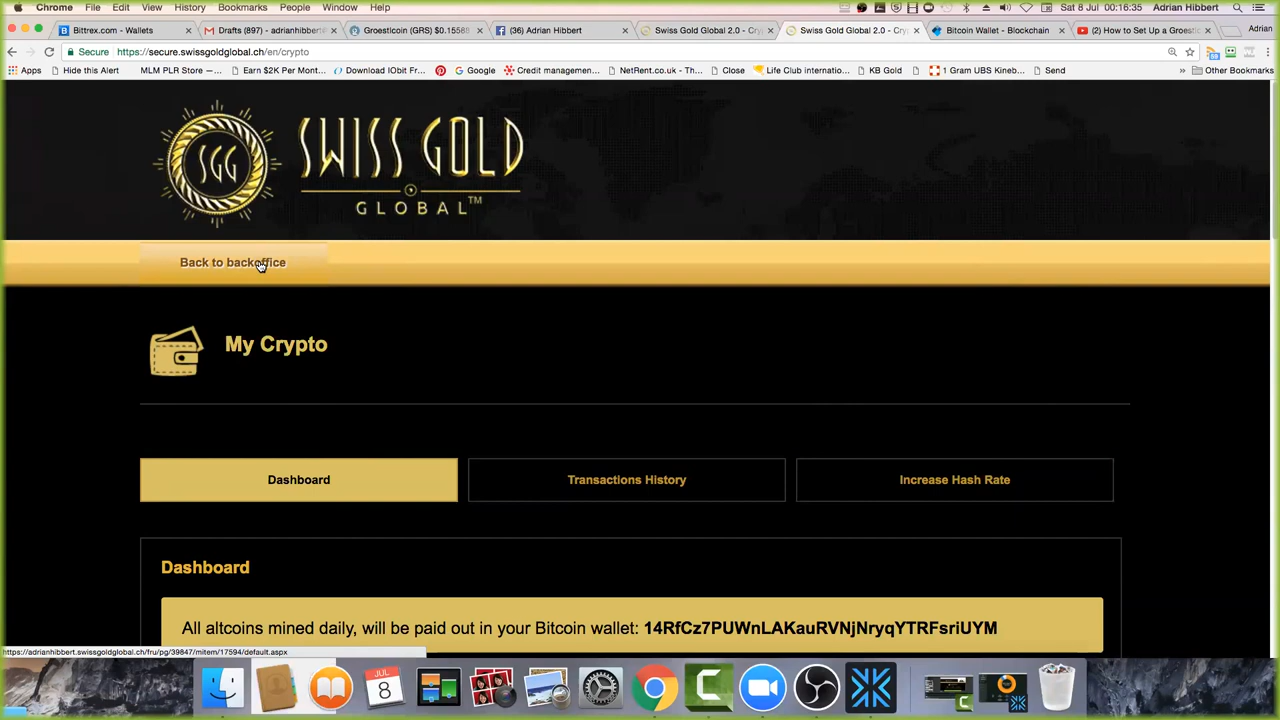 Chrome File Edit View History Bookmarks People Window Help Sat 8 Jul 00:16:35 Adrian Hibbert
Bittrex.com - Wallets Drafts (897) - adrianhibbert@ Groestlcoin (GRS) $0.15569 (36) Adrian Hibbert Swiss Gold Global 2.0 - Cry Swiss Gold Global 2.0 - Cry Bitcoin Wallet - Blockchain (2) How to Set Up a Groest Adrian
Secure https://secure.swissgoldglobal.ch/en/crypto
Apps Hide this Alert MLM PLR Store —... Earn $2K Per Mont... Download IObit Fr... Google Credit managemen... NetRent.co.uk - Th... Close Life Club internatio... KB Gold 1 Gram UBS Kineb... Send » Other Bookmarks
SGG SWISS GOLD
GLOBAL™
Back to backoffice
My Crypto
Dashboard Transactions History Increase Hash Rate
Dashboard
All altcoins mined daily, will be paid out in your Bitcoin wallet: 14RfCz7PUWnLAKauRVNjNryqYTRFsriUYM
https://adrianhibbert.swissgoldglobal.ch/fru/pg/39847/mitem/17594/default.aspx
JUL
8